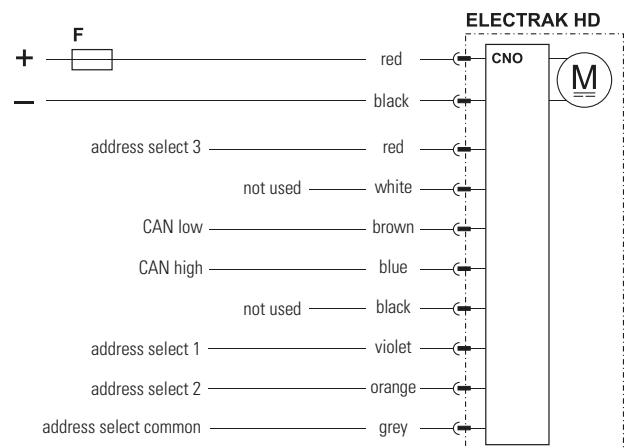 ELECTRAK HD
F
+ red CNO
M
− black
address select 3 red
not used white
CAN low brown
CAN high blue
not used black
address select 1 violet
address select 2 orange
address select common grey